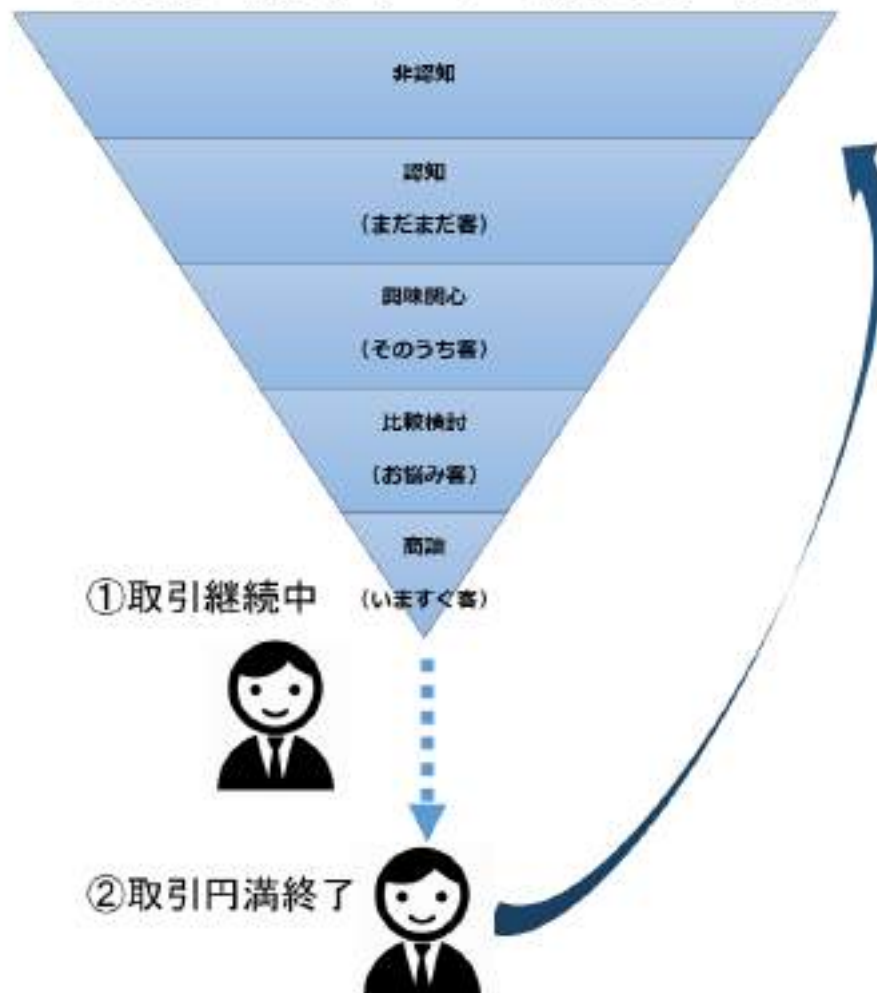 非認知
認知
(まだまだ客)
興味関心
(そのうち客)
比較検討
(お悩み客)
商談
(いますぐ客)
①取引継続中
②取引円満終了